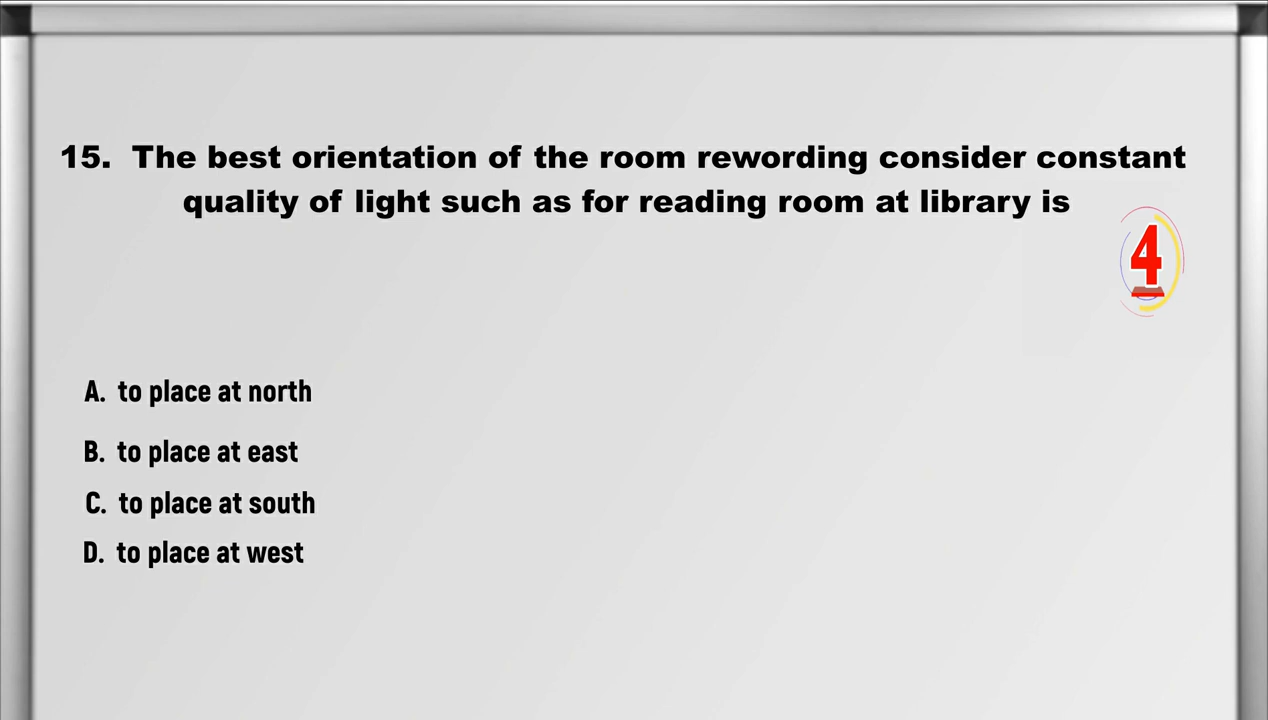 15. The best orientation of the room rewording consider constant
quality of light such as for reading room at library is
4
A. to place at north
B. to place at east
C. to place at south
D. to place at west